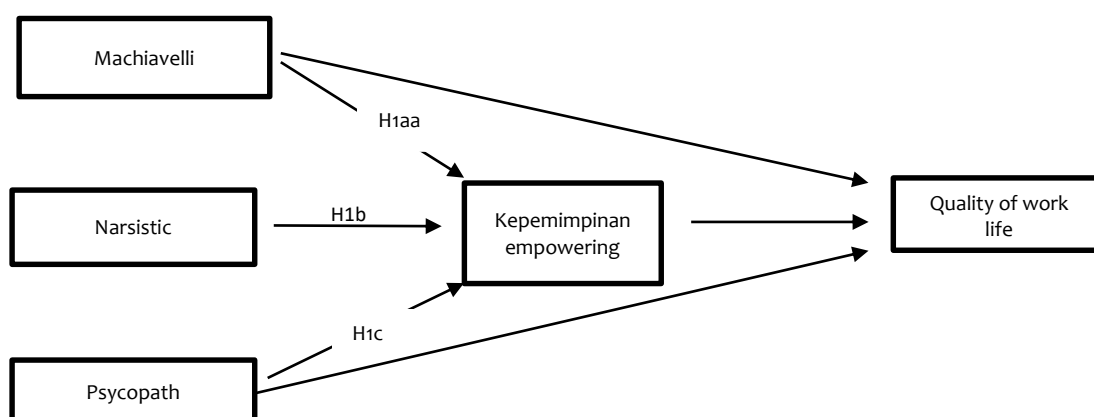 Machiavelli
H1aa
Narsistic
H1b
Kepemimpinan
empowering
Quality of work
life
H1c
Psycopath